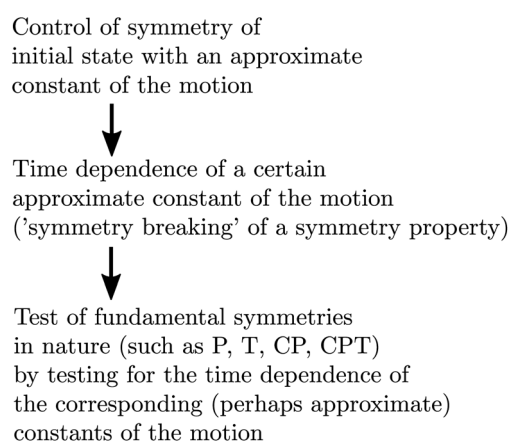 Control of symmetry of
initial state with an approximate
constant of the motion
Time dependence of a certain
approximate constant of the motion
('symmetry breaking' of a symmetry property)
Test of fundamental symmetries
in nature (such as P, T, CP, CPT)
by testing for the time dependence of
the corresponding (perhaps approximate)
constants of the motion